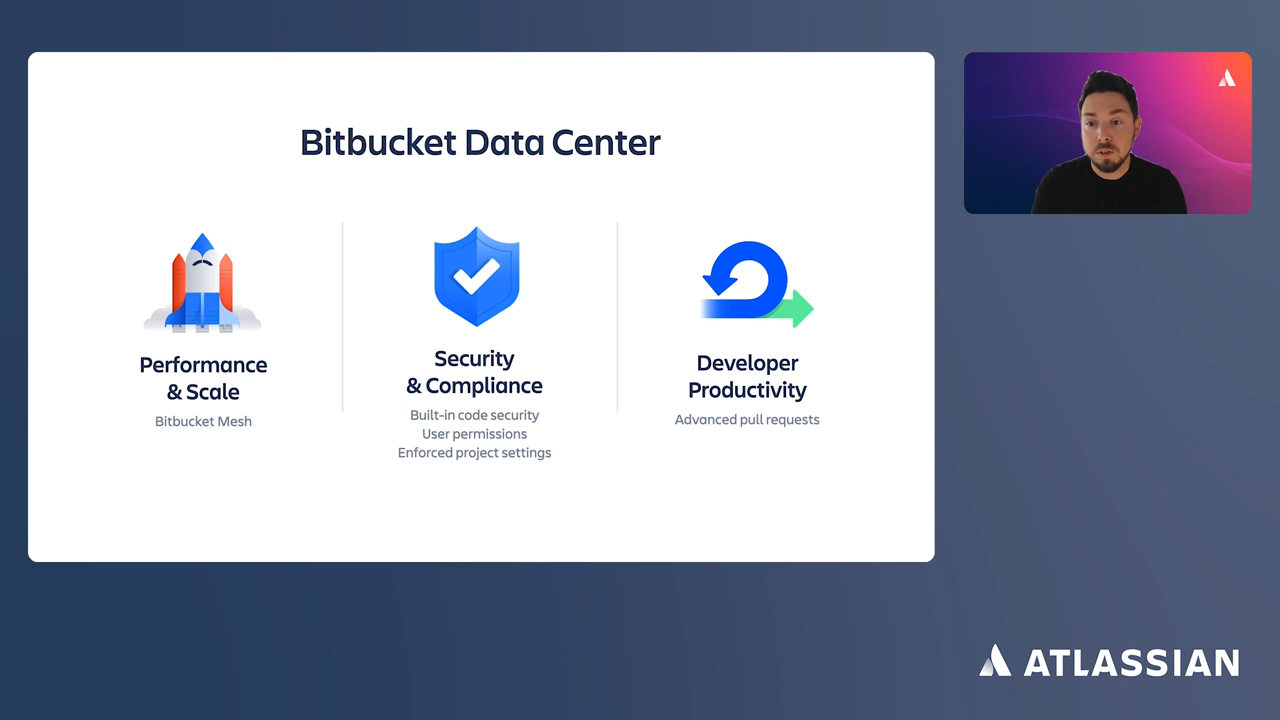 Bitbucket Data Center
Performance
& Scale
Bitbucket Mesh
Security
& Compliance
Built-in code security
User permissions
Enforced project settings
Developer
Productivity
Advanced pull requests
ATLASSIAN